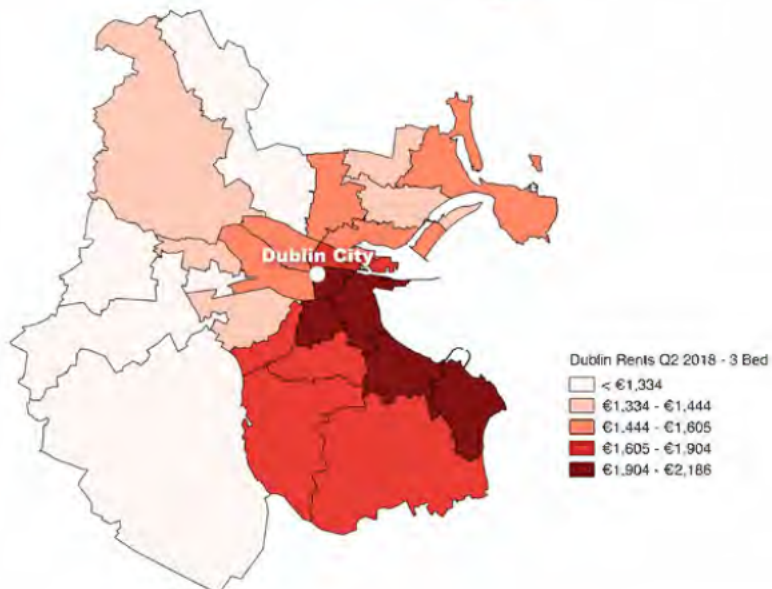 Dublin City
Dublin Rents Q2 2018 - 3 Bed
< €1,334
€1,334 - €1,444
€1,444 - €1,605
€1,605 - €1,904
€1,904 - €2,186